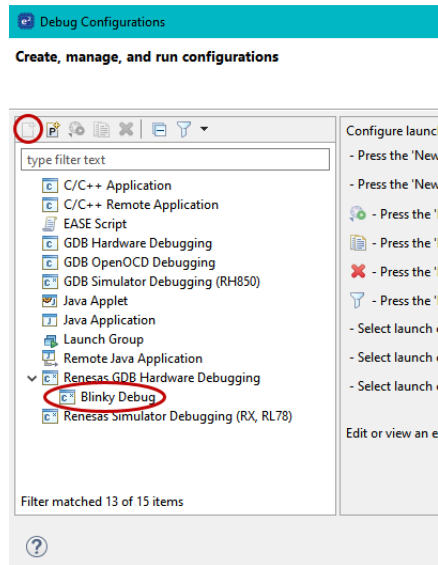 Debug Configurations
Create, manage, and run configurations
type filter text
C/C++ Application
C/C++ Remote Application
EASE Script
GDB Hardware Debugging
GDB OpenOCD Debugging
GDB Simulator Debugging (RH850)
Java Applet
Java Application
Launch Group
Remote Java Application
Renesas GDB Hardware Debugging
Blinky Debug
Renesas Simulator Debugging (RX, RL78)
Filter matched 13 of 15 items
Configure launch
- Press the 'New
- Press the 'New
- Press the '
- Press the '
- Press the '
- Press the '
- Select launch
- Select launch
- Select launch
Edit or view an e